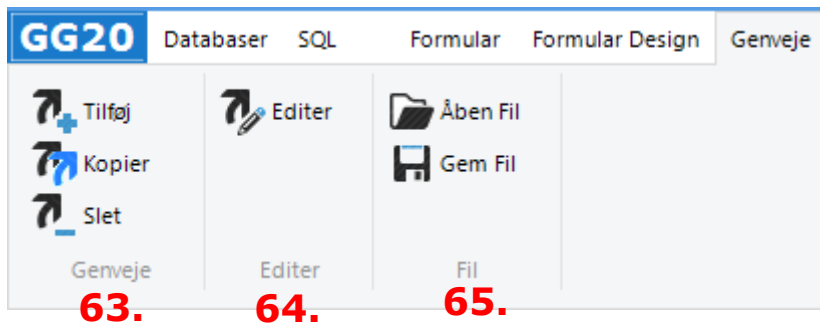 GG20 Databaser SQL Formular Formular Design Genveje
Tilføj Editer Åben Fil
Kopier Gem Fil
Slet
Genveje Editer Fil
63. 64. 65.